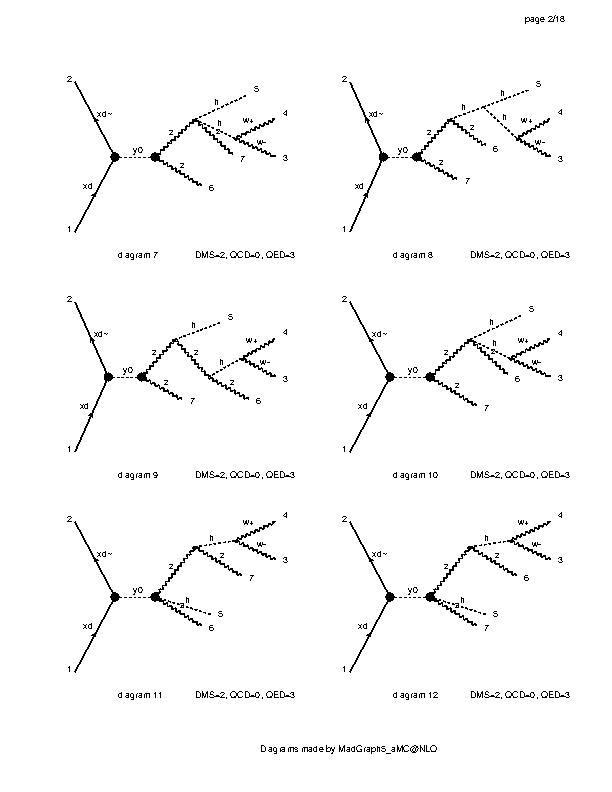 page 2/18
2
xd~
xd
1
y0
z
h
5
h
z
w+
4
w-
3
7
z
6
diagram 7 DMS=2, QCD=0, QED=3
2
xd~
xd
1
y0
z
h
h
5
h
w+
4
w-
3
z
6
z
7
diagram 8 DMS=2, QCD=0, QED=3
2
xd~
xd
1
y0
z
h
5
z
h
w+
4
w-
3
z
6
z
7
diagram 9 DMS=2, QCD=0, QED=3
2
xd~
xd
1
y0
z
h
5
h
z
w+
4
w-
3
6
z
7
diagram 10 DMS=2, QCD=0, QED=3
2
xd~
xd
1
y0
z
h
w+
4
w-
3
z
7
h
5
z
6
diagram 11 DMS=2, QCD=0, QED=3
2
xd~
xd
1
y0
z
h
w+
4
w-
3
z
6
h
5
z
7
diagram 12 DMS=2, QCD=0, QED=3
Diagrams made by MadGraph5_aMC@NLO